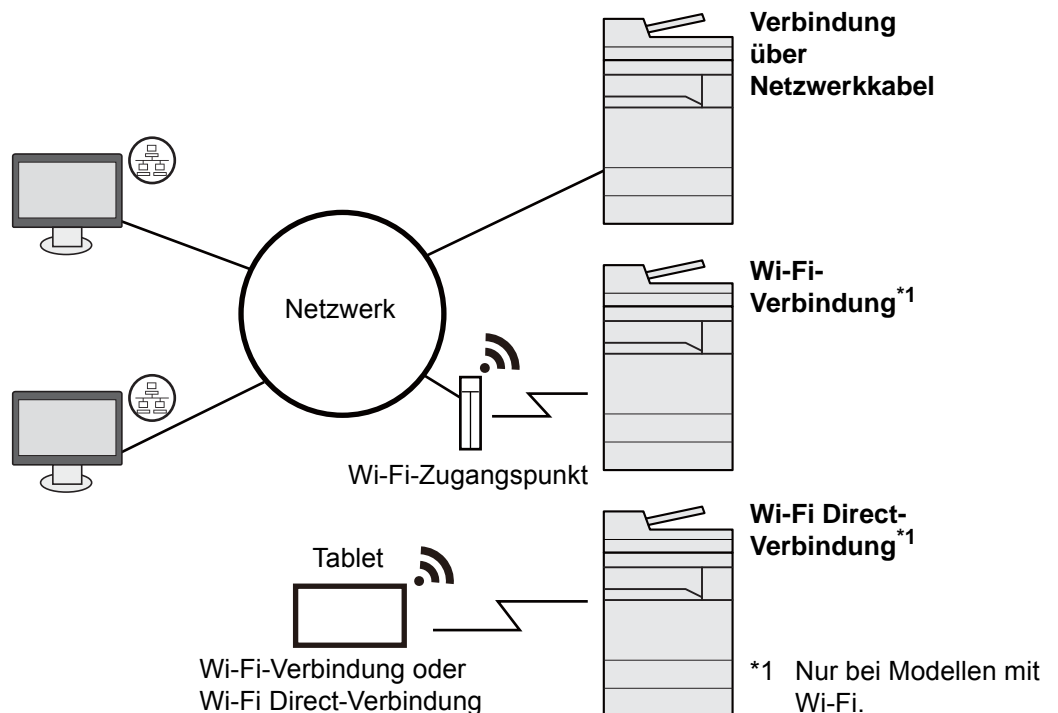 Verbindung
über
Netzwerkkabel
Netzwerk
Wi-Fi-
Verbindung*1
Wi-Fi-Zugangspunkt
Wi-Fi Direct-
Verbindung*1
Tablet
Wi-Fi-Verbindung oder
Wi-Fi Direct-Verbindung
*1 Nur bei Modellen mit
Wi-Fi.